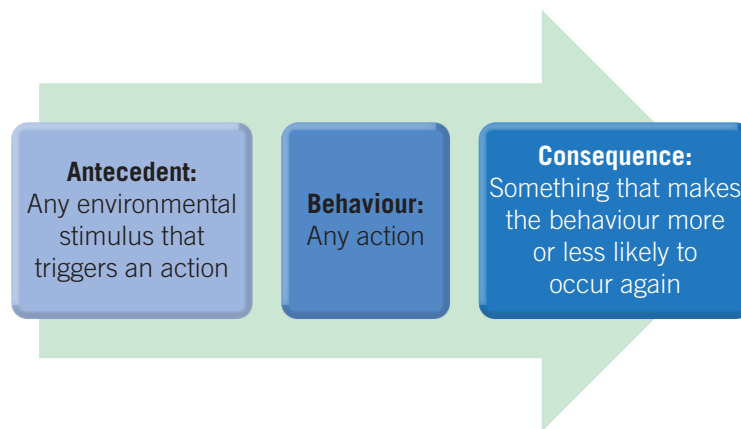 Antecedent:
Any environmental
stimulus that
triggers an action
Behaviour:
Any action
Consequence:
Something that makes
the behaviour more
or less likely to
occur again